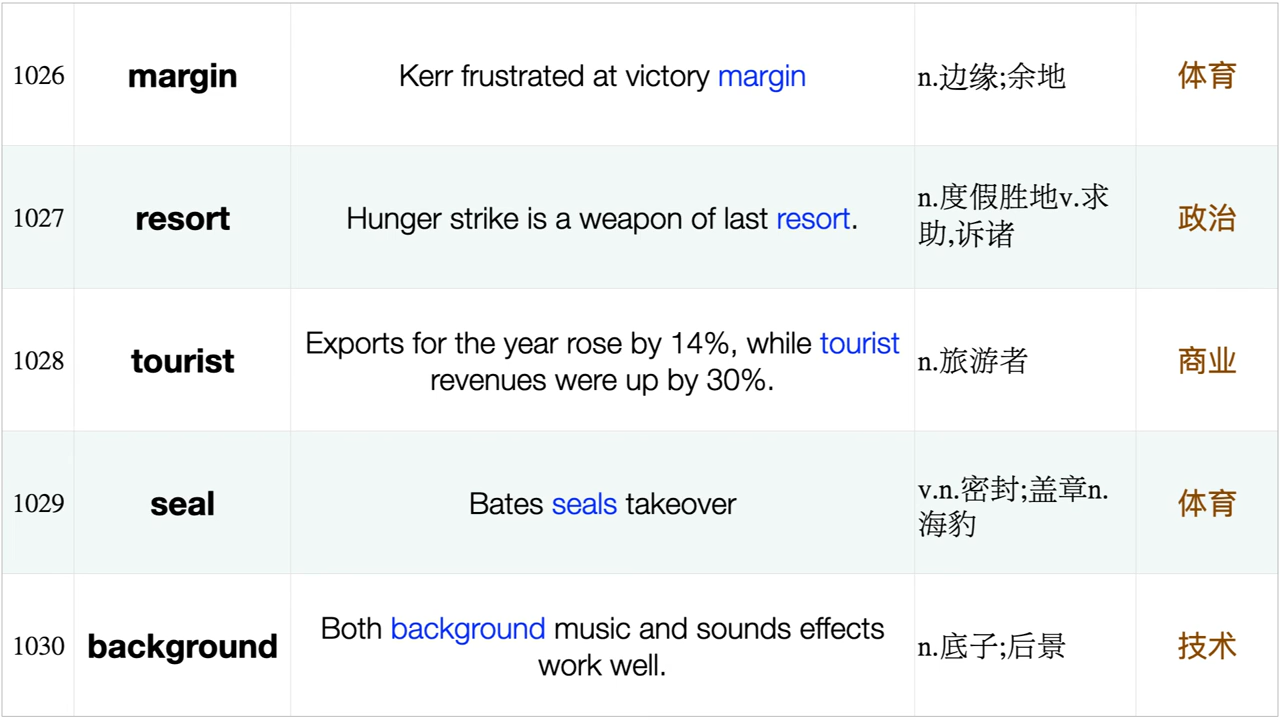 1026 margin Kerr frustrated at victory margin n.边缘;余地 体育
1027 resort Hunger strike is a weapon of last resort. n.度假胜地v.求
助,诉诸 政治
1028 tourist Exports for the year rose by 14%, while tourist
revenues were up by 30%. n.旅游者 商业
1029 seal Bates seals takeover v.n.密封;盖章n.
海豹 体育
1030 background Both background music and sounds effects
work well. n.底子;后景 技术